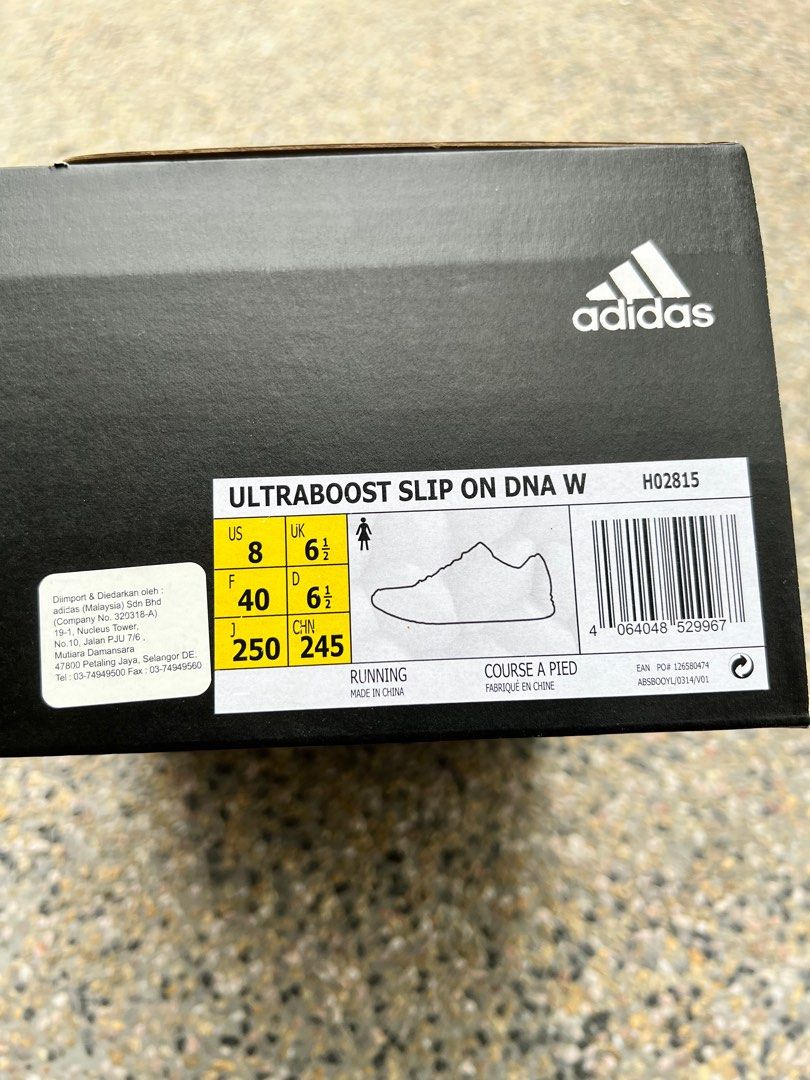 adidas
ULTRABOOST SLIP ON DNA W H02815
US 8 UK 6½
F 40 D 6½
J 250 CHN 245
4 064048 529967
RUNNING COURSE A PIED
MADE IN CHINA FABRIQUÉ EN CHINE
EAN PO# 126580474
ABSBOOYL/0314/V01
Diimport & Diedarkan oleh :
adidas (Malaysia) Sdn Bhd
(Company No. 320318-A)
19-1, Nucleus Tower,
No.10, Jalan PJU 7/6 ,
Mutiara Damansara
47800 Petaling Jaya, Selangor DE.
Tel : 03-74949500 Fax : 03-74949560